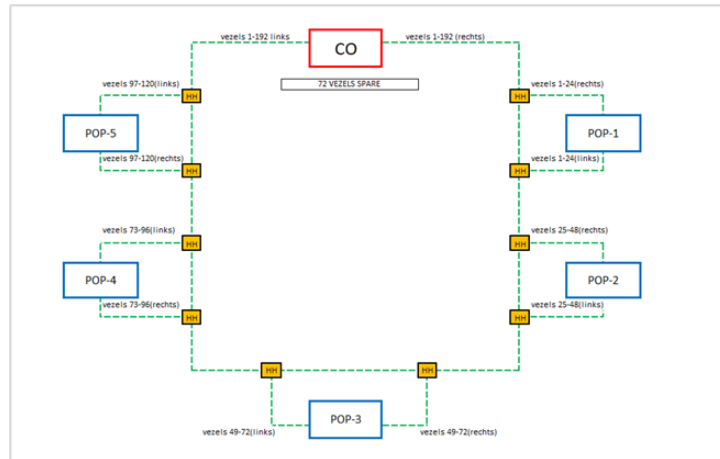 vezels 1-192 links
CO
vezels 1-192 (rechts)
72 VEZELS SPARE
vezels 97-120(links)
HH
HH
vezels 1-24(rechts)
POP-5
POP-1
vezels 97-120(rechts)
HH
HH
vezels 1-24(links)
vezels 73-96(links)
HH
HH
vezels 25-48(rechts)
POP-4
POP-2
vezels 73-96(rechts)
HH
HH
vezels 25-48(links)
HH
HH
POP-3
vezels 49-72(links)
vezels 49-72(rechts)